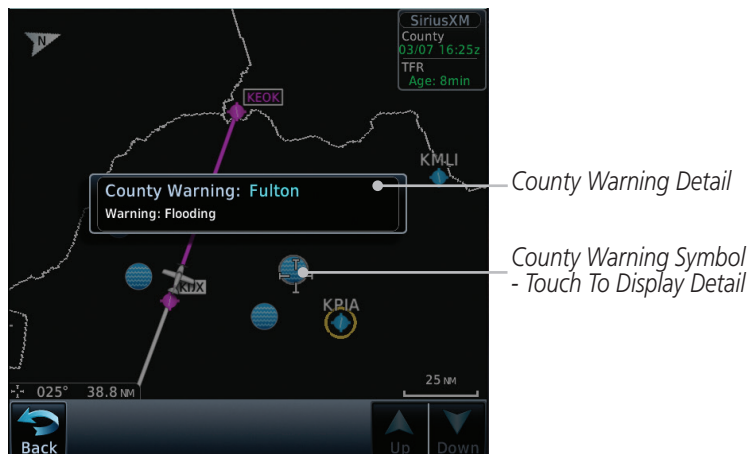 N
SiriusXM
County
03/07 16:25z
TFR
Age: 8min
KEOK
KMLI
County Warning: Fulton
Warning: Flooding
County Warning Detail
County Warning Symbol
- Touch To Display Detail
KPIA
025° 38.8 NM
25 NM
Back
Up
Down